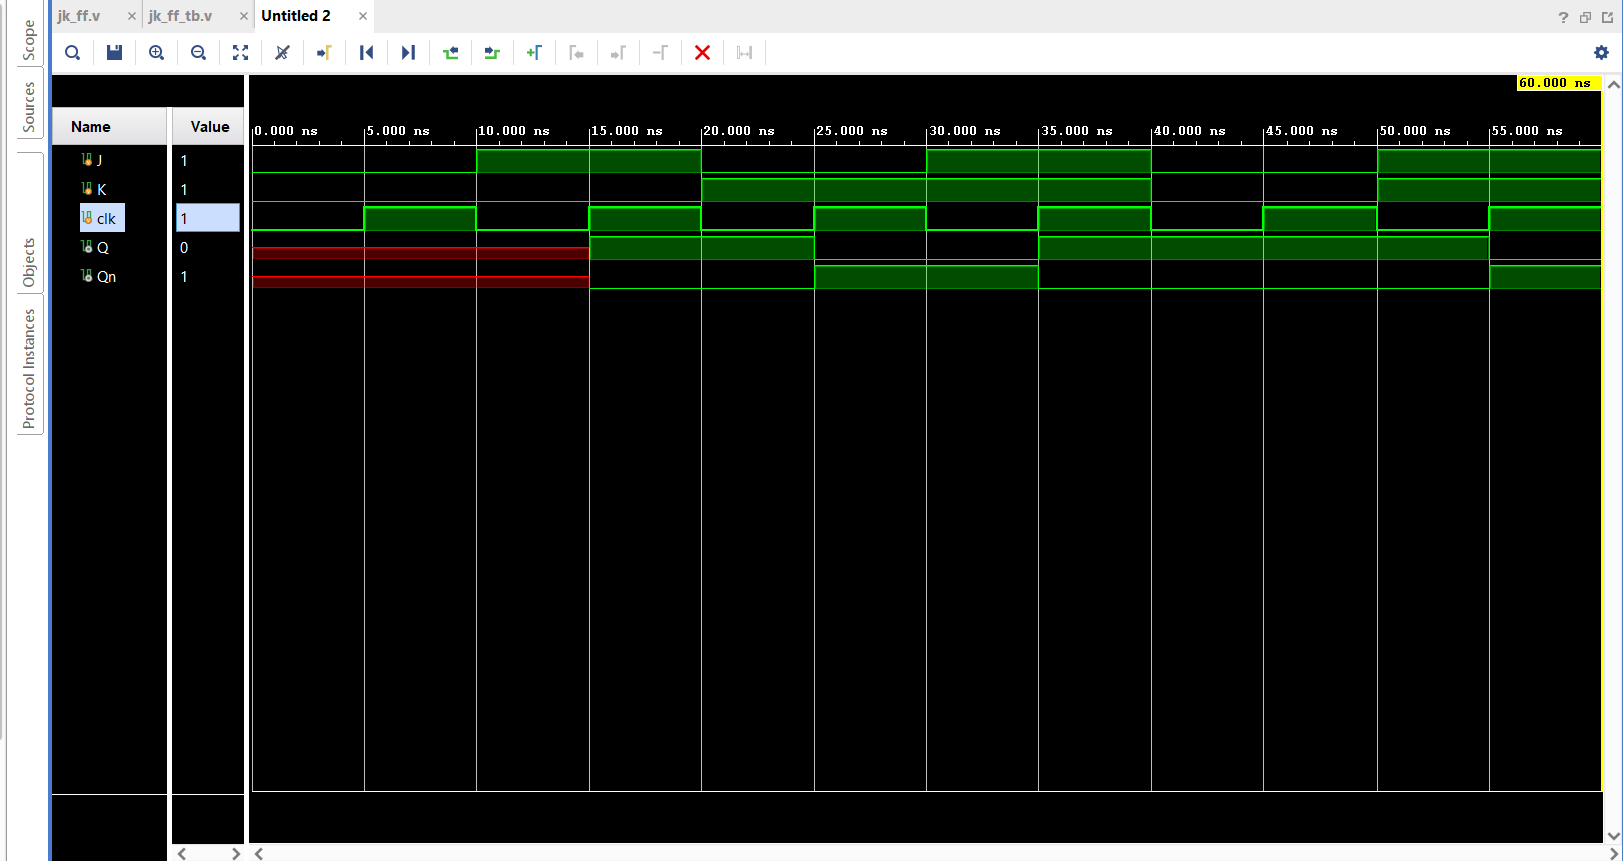 jk_ff.v × jk_ff_tb.v × Untitled 2 ×
?
Scope
Sources
Objects
Protocol Instances
60.000 ns
Name Value
0.000 ns 5.000 ns 10.000 ns 15.000 ns 20.000 ns 25.000 ns 30.000 ns 35.000 ns 40.000 ns 45.000 ns 50.000 ns 55.000 ns
J 1
K 1
clk 1
Q 0
Qn 1